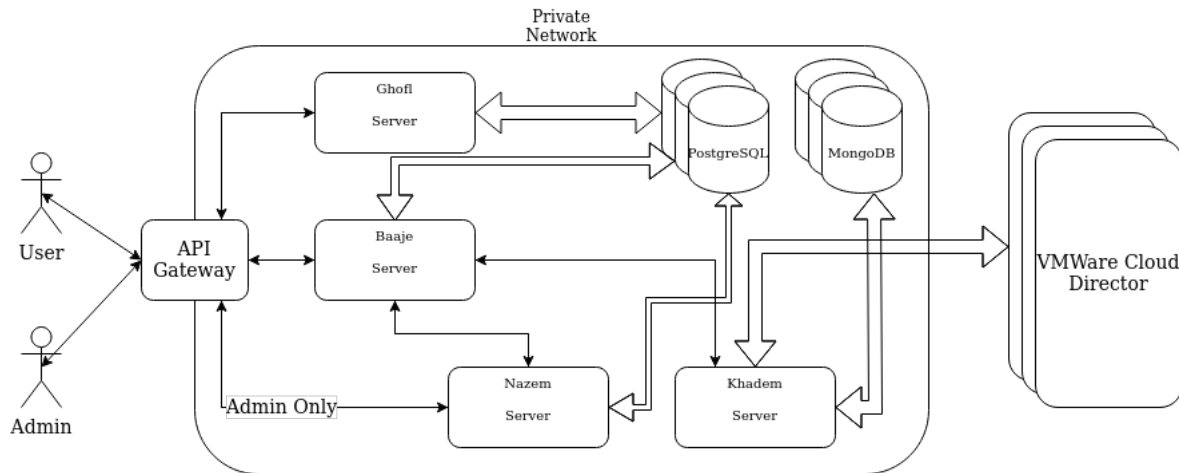 Private
Network
Ghofl
Server
PostgreSQL
MongoDB
User
API
Gateway
Baaje
Server
VMWare Cloud
Director
Admin
Admin Only
Nazem
Server
Khadem
Server